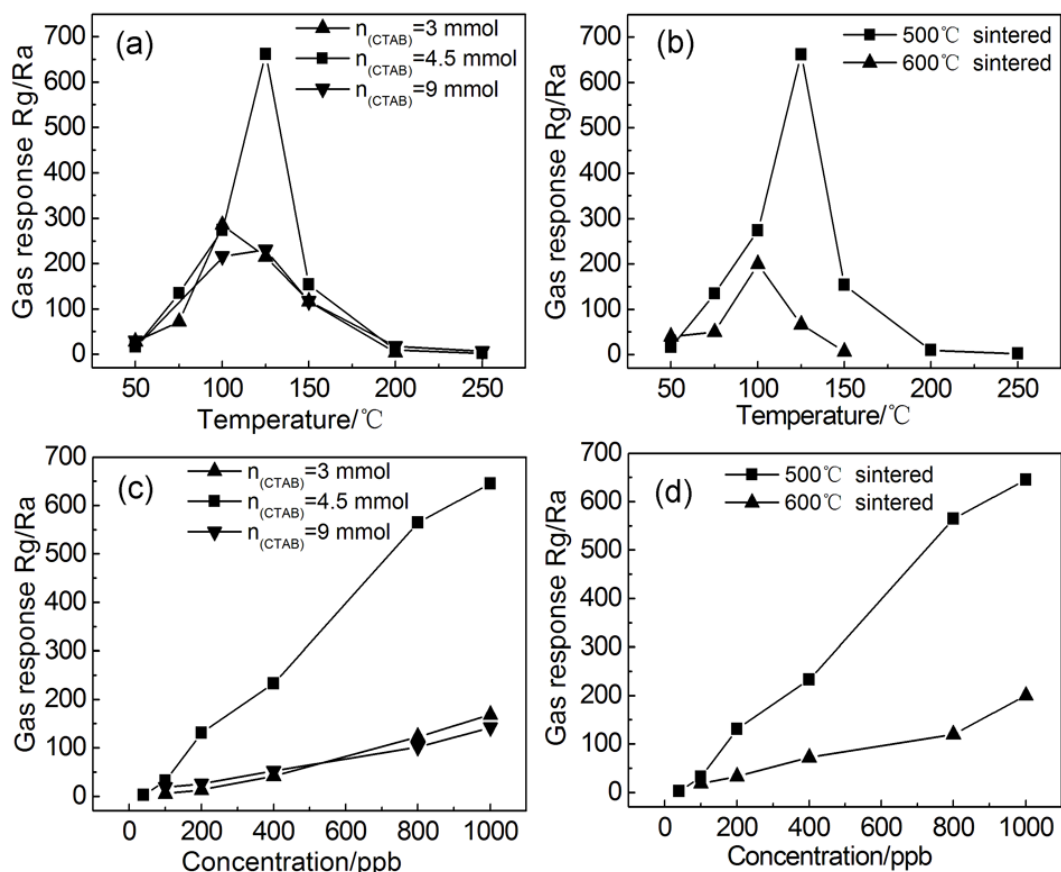 (a)
n(CTAB)=3 mmol
n(CTAB)=4.5 mmol
n(CTAB)=9 mmol
Gas response Rg/Ra
700
600
500
400
300
200
100
0
50 100 150 200 250
Temperature/℃
(b)
500℃ sintered
600℃ sintered
Gas response Rg/Ra
700
600
500
400
300
200
100
0
50 100 150 200 250
Temperature/℃
(c)
n(CTAB)=3 mmol
n(CTAB)=4.5 mmol
n(CTAB)=9 mmol
Gas response Rg/Ra
700
600
500
400
300
200
100
0
0 200 400 600 800 1000
Concentration/ppb
(d)
500℃ sintered
600℃ sintered
Gas response Rg/Ra
700
600
500
400
300
200
100
0
0 200 400 600 800 1000
Concentration/ppb